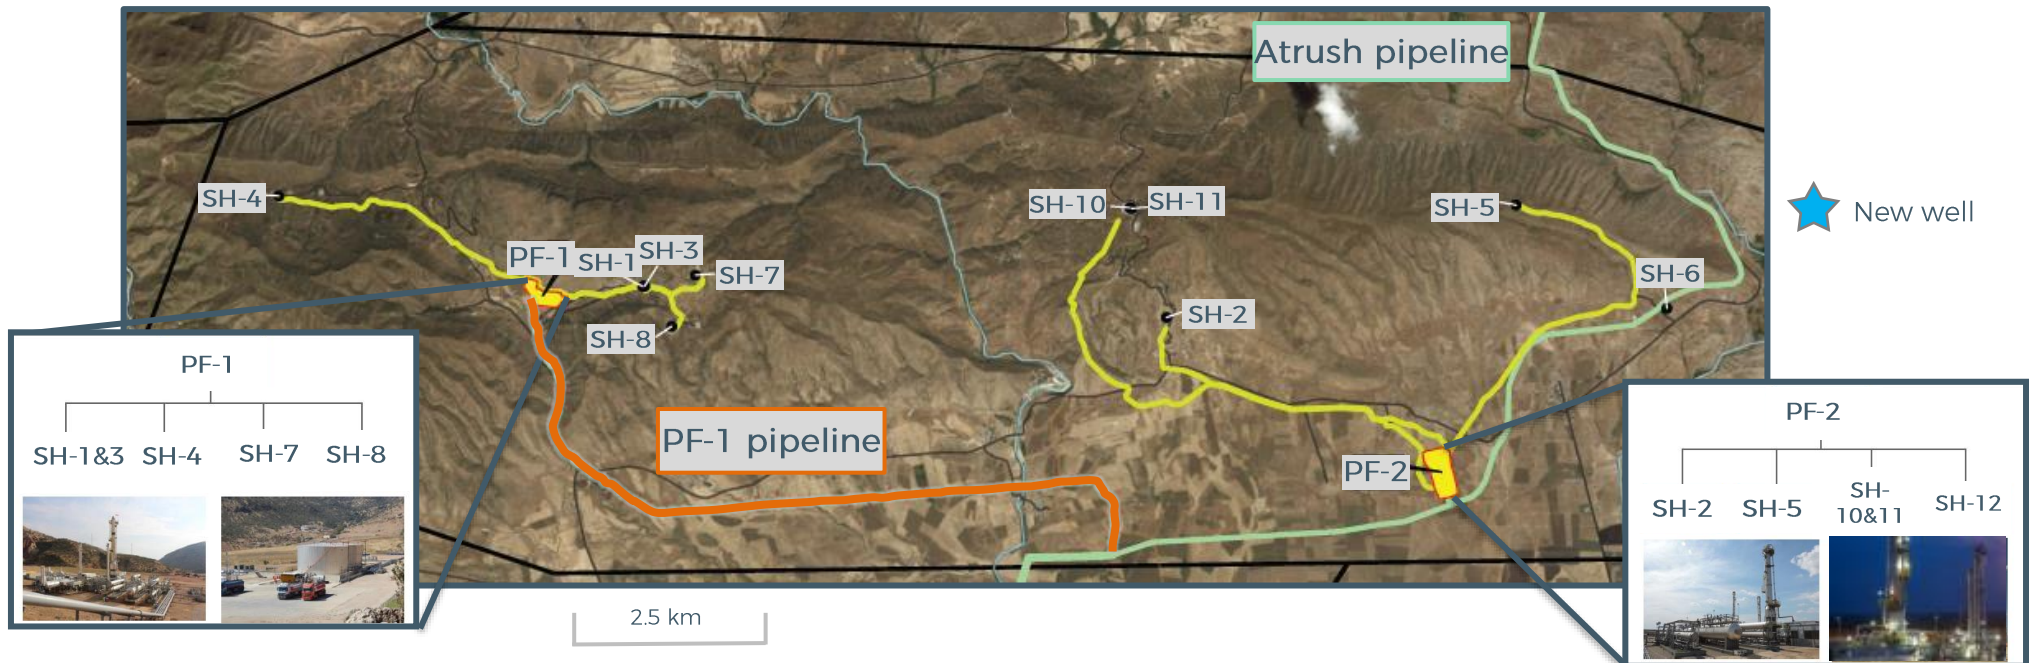 Atrush pipeline
SH-4
SH-10
SH-11
SH-5
New well
PF-1
SH-1
SH-3
SH-7
SH-6
SH-8
SH-2
PF-1 pipeline
PF-2
PF-1
SH-1&3
SH-4
SH-7
SH-8
PF-2
SH-2
SH-5
SH-
10&11
SH-12
2.5 km